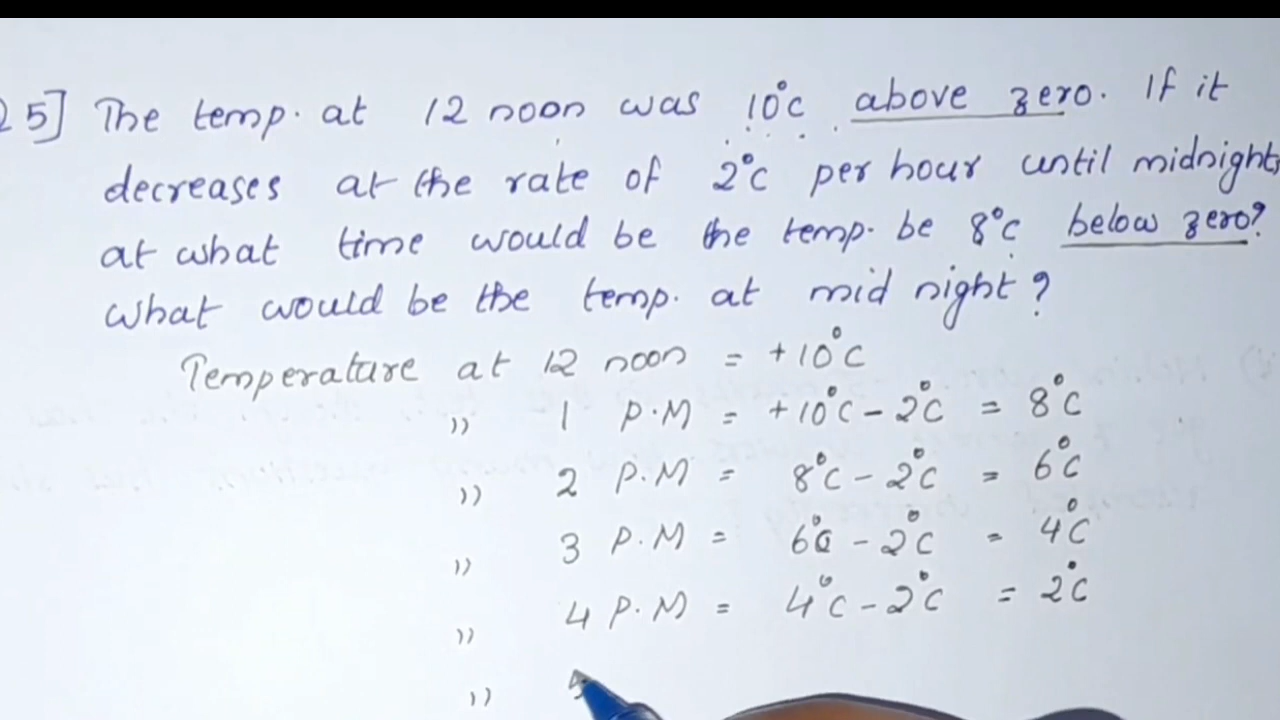 25] The temp. at 12 noon was 10°C above zero. If it
decreases at the rate of 2°C per hour until midnight,
at what time would be the temp. be 8°C below zero?
what would be the temp. at mid night?
Temperature at 12 noon = +10°C
,, 1 P.M = +10°C - 2°C = 8°C
,, 2 P.M = 8°C - 2°C = 6°C
,, 3 P.M = 6°C - 2°C = 4°C
,, 4 P.M = 4°C - 2°C = 2°C
,,